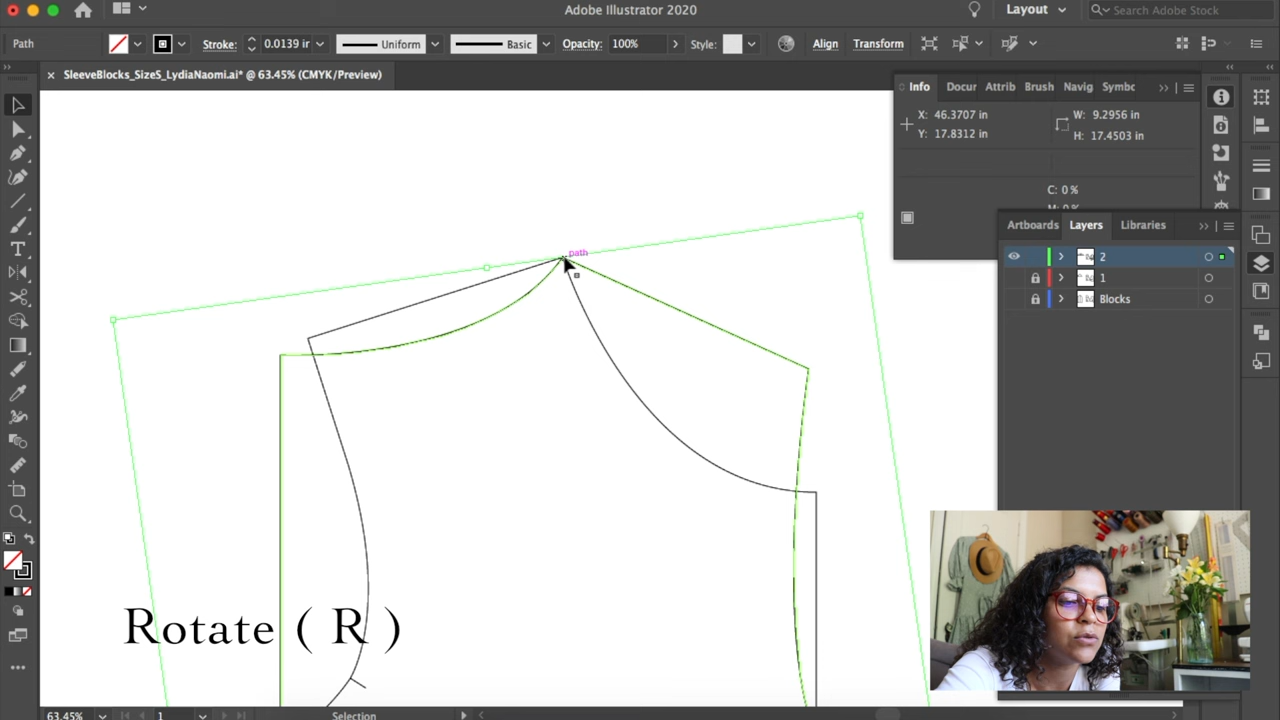 Adobe Illustrator 2020
Layout
Search Adobe Stock
Path
Stroke:
0.0139 in
Uniform
Basic
Opacity:
100%
Style:
Align
Transform
SleeveBlocks_SizeS_LydiaNaomi.ai* @ 63.45% (CMYK/Preview)
Info
Docur
Attrib
Brush
Navig
Symbc
X: 46.3707 in
Y: 17.8312 in
W: 9.2956 in
H: 17.4503 in
C: 0 %
Artboards
Layers
Libraries
2
1
Blocks
path
Rotate ( R )
63.45%
1
Selection